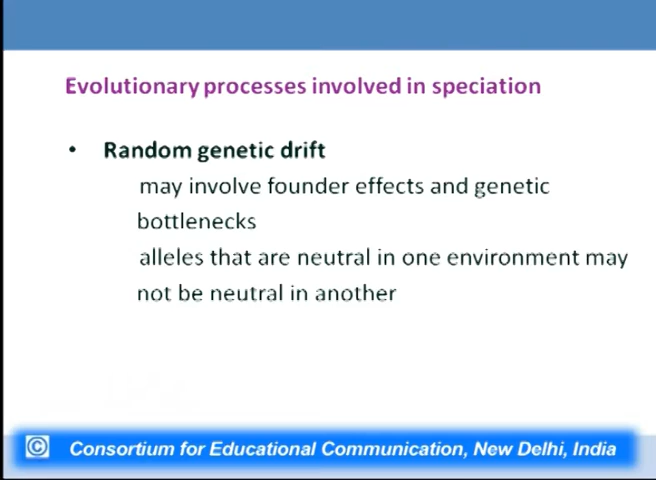 Evolutionary processes involved in speciation
• Random genetic drift
may involve founder effects and genetic
bottlenecks
alleles that are neutral in one environment may
not be neutral in another
© Consortium for Educational Communication, New Delhi, India